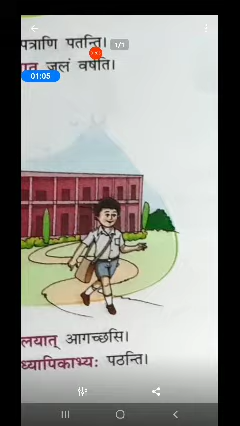 पत्राणि पतन्ति।
1/1
जलं वर्षति।
01:05
लयात् आगच्छसि।
ध्यापिकाभ्यः पठन्ति।